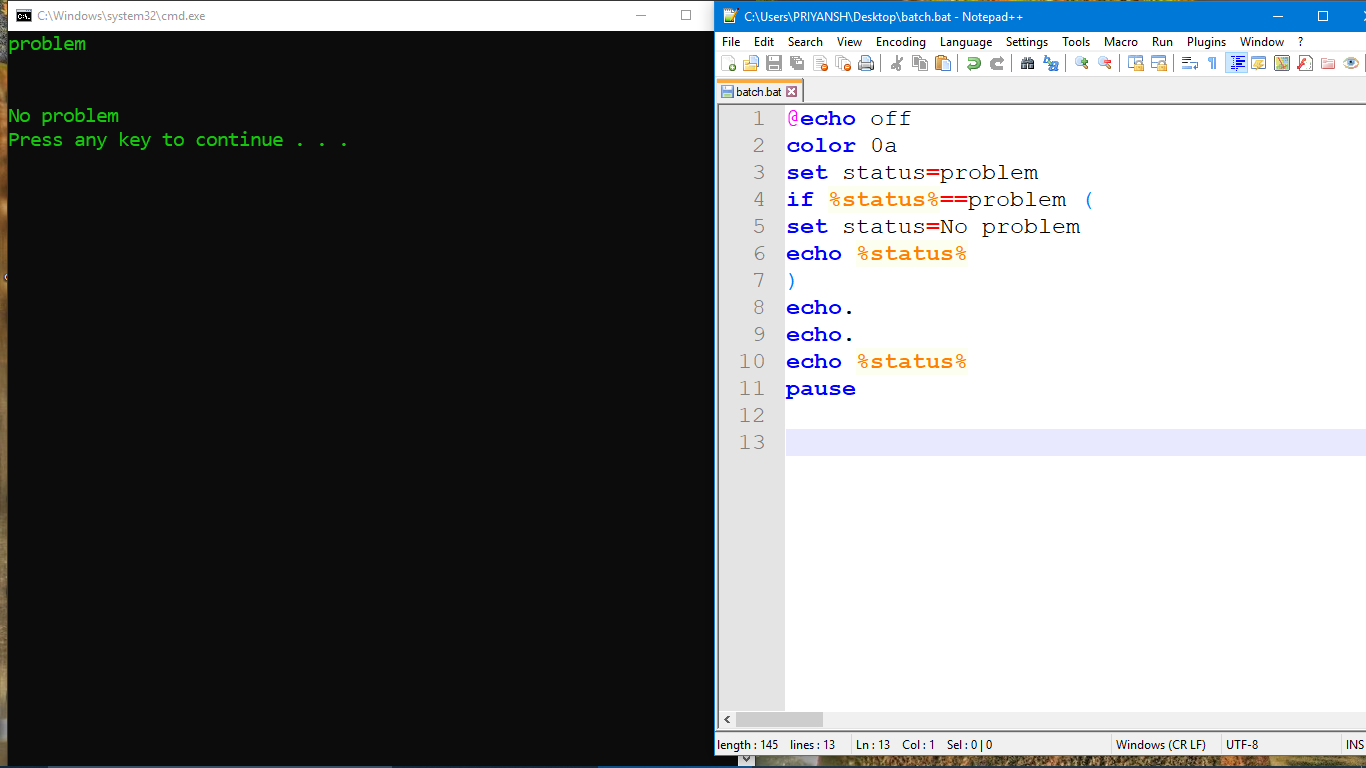 C:\Windows\system32\cmd.exe
problem
No problem
Press any key to continue . . .
C:\Users\PRIYANSH\Desktop\batch.bat - Notepad++
File Edit Search View Encoding Language Settings Tools Macro Run Plugins Window ?
batch.bat
1 @echo off
2 color 0a
3 set status=problem
4 if %status%==problem (
5 set status=No problem
6 echo %status%
7 )
8 echo.
9 echo.
10 echo %status%
11 pause
12
13
length : 145 lines : 13 Ln : 13 Col : 1 Sel : 0 | 0 Windows (CR LF) UTF-8 INS